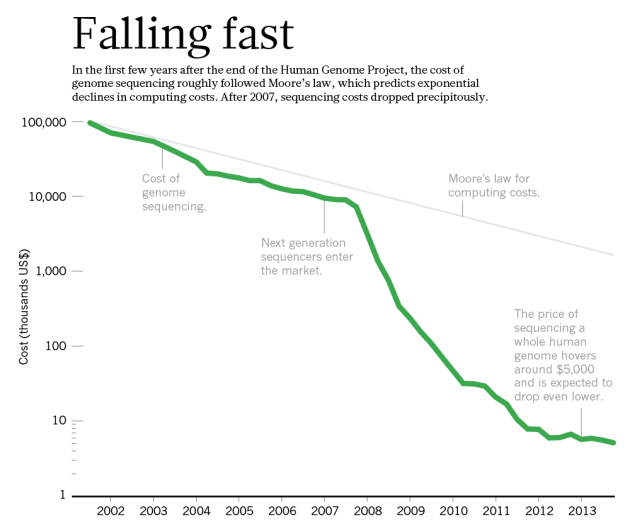 Falling fast
In the first few years after the end of the Human Genome Project, the cost of
genome sequencing roughly followed Moore's law, which predicts exponential
declines in computing costs. After 2007, sequencing costs dropped precipitously.
100,000
10,000
1,000
100
10
1
Cost (thousands US$)
Cost of
genome
sequencing.
Moore's law for
computing costs.
Next generation
sequencers enter
the market.
The price of
sequencing a
whole human
genome hovers
around $5,000
and is expected to
drop even lower.
2002 2003 2004 2005 2006 2007 2008 2009 2010 2011 2012 2013